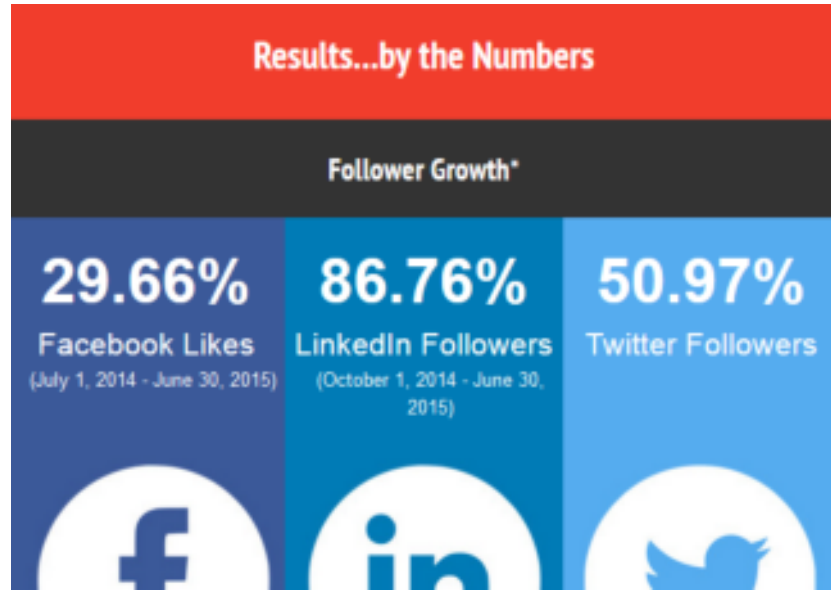 Results...by the Numbers
Follower Growth*
29.66%
Facebook Likes
(July 1, 2014 - June 30, 2015)
86.76%
LinkedIn Followers
(October 1, 2014 - June 30,
2015)
50.97%
Twitter Followers
f
in